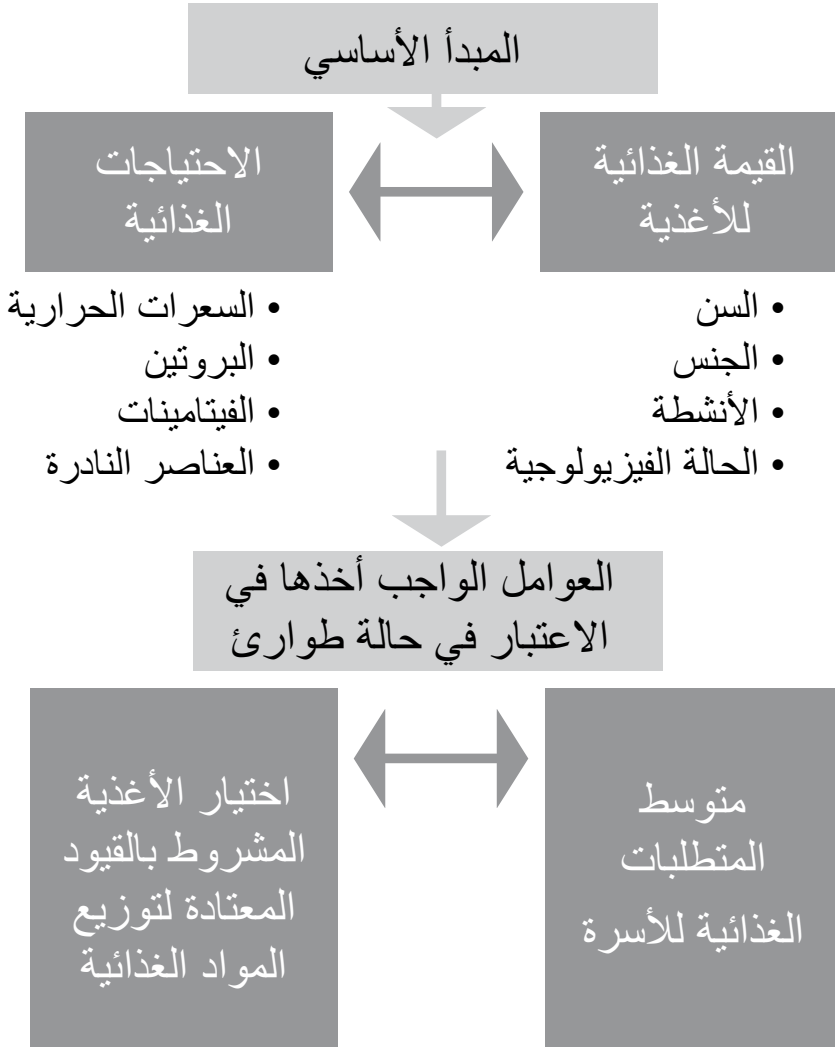 المبدأ الأساسي
القيمة الغذائية
للأغذية
• السن
• الجنس
• الأنشطة
• الحالة الفيزيولوجية
الاحتياجات
الغذائية
• السعرات الحرارية
• البروتين
• الفيتامينات
• العناصر النادرة
العوامل الواجب أخذها في
الاعتبار في حالة طوارئ
متوسط
المتطلبات
الغذائية للأسرة
اختيار الأغذية
المشروط بالقيود
المعتادة لتوزيع
المواد الغذائية